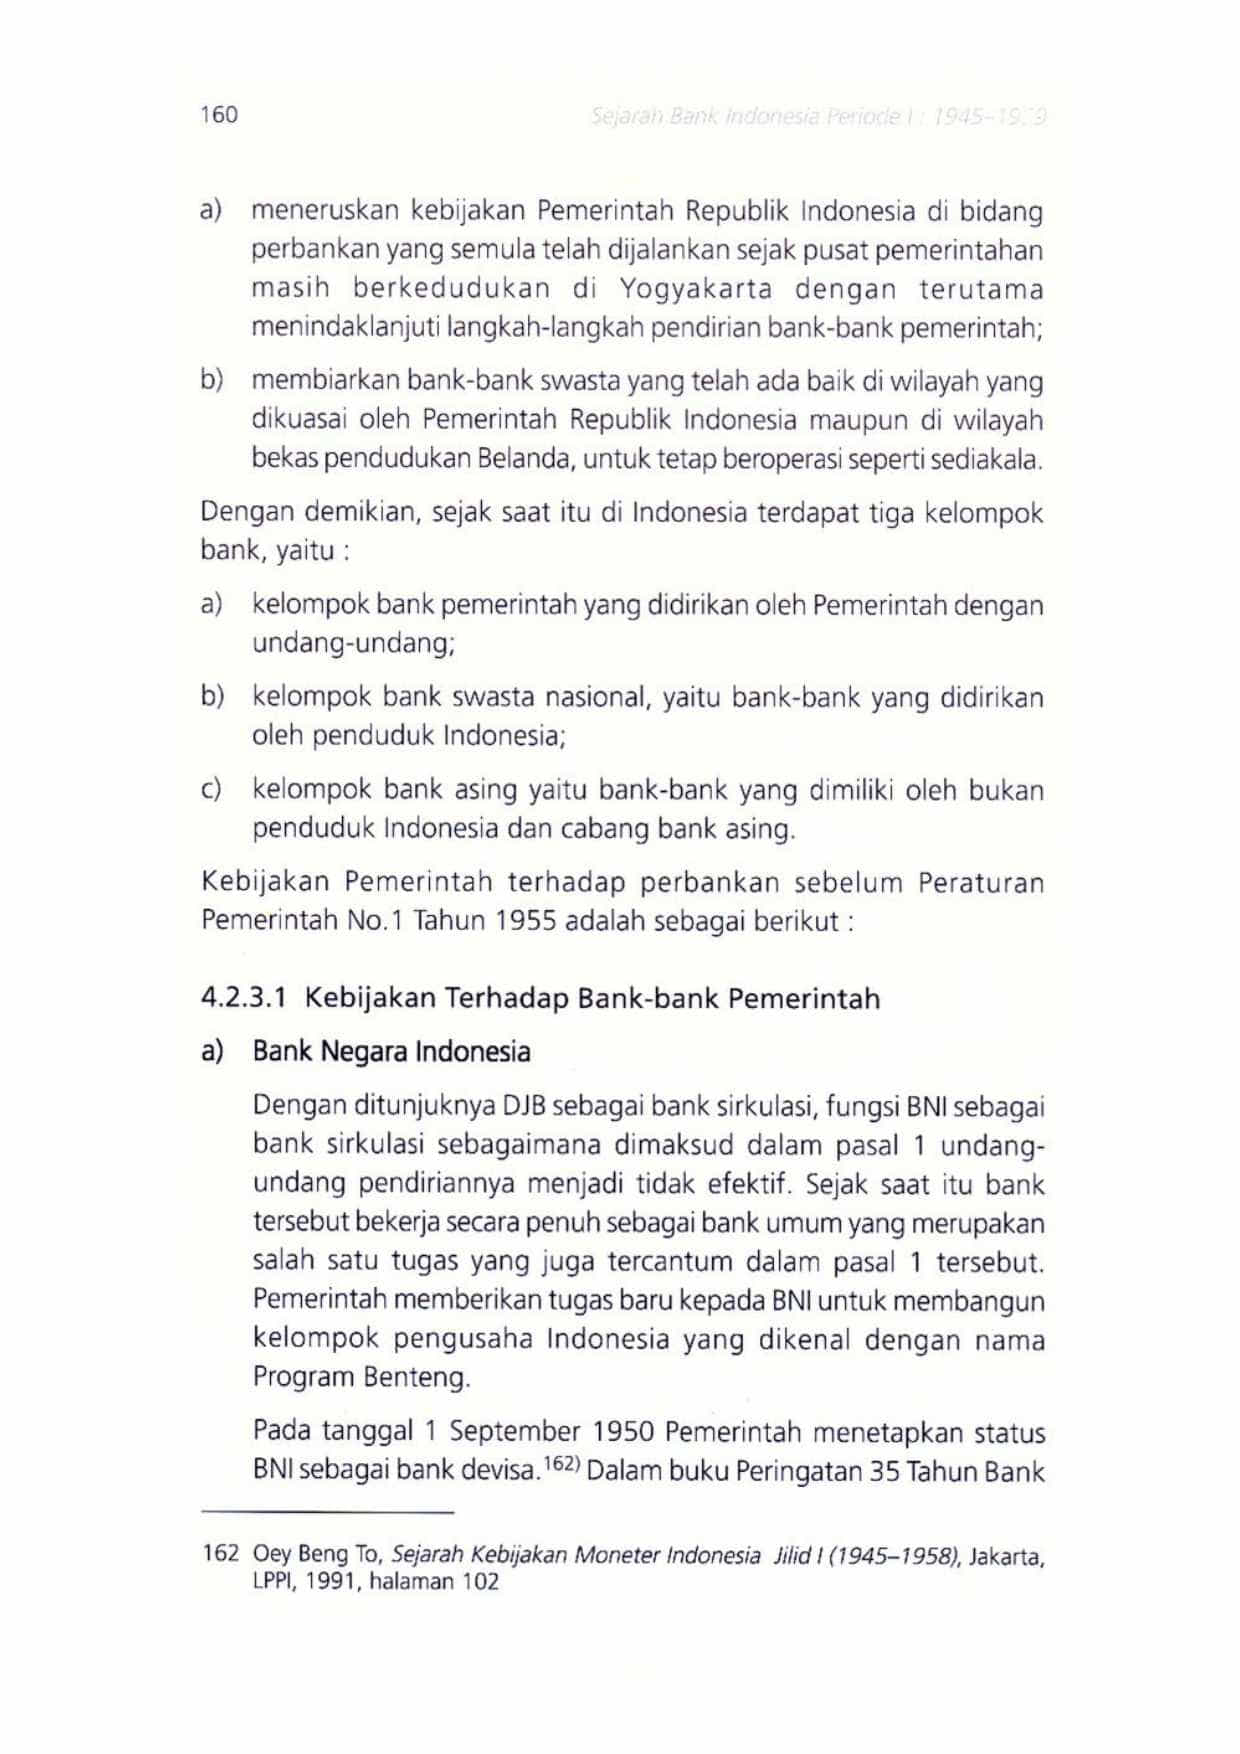 160
Sejarah Bank Indonesia Periode I : 1945–19
a) meneruskan kebijakan Pemerintah Republik Indonesia di bidang
perbankan yang semula telah dijalankan sejak pusat pemerintahan
masih berkedudukan di Yogyakarta dengan terutama
menindaklanjuti langkah-langkah pendirian bank-bank pemerintah;
b) membiarkan bank-bank swasta yang telah ada baik di wilayah yang
dikuasai oleh Pemerintah Republik Indonesia maupun di wilayah
bekas pendudukan Belanda, untuk tetap beroperasi seperti sediakala.
Dengan demikian, sejak saat itu di Indonesia terdapat tiga kelompok
bank, yaitu :
a) kelompok bank pemerintah yang didirikan oleh Pemerintah dengan
undang-undang;
b) kelompok bank swasta nasional, yaitu bank-bank yang didirikan
oleh penduduk Indonesia;
c) kelompok bank asing yaitu bank-bank yang dimiliki oleh bukan
penduduk Indonesia dan cabang bank asing.
Kebijakan Pemerintah terhadap perbankan sebelum Peraturan
Pemerintah No.1 Tahun 1955 adalah sebagai berikut :
4.2.3.1 Kebijakan Terhadap Bank-bank Pemerintah
a) Bank Negara Indonesia
Dengan ditunjuknya DJB sebagai bank sirkulasi, fungsi BNI sebagai
bank sirkulasi sebagaimana dimaksud dalam pasal 1 undang-
undang pendiriannya menjadi tidak efektif. Sejak saat itu bank
tersebut bekerja secara penuh sebagai bank umum yang merupakan
salah satu tugas yang juga tercantum dalam pasal 1 tersebut.
Pemerintah memberikan tugas baru kepada BNI untuk membangun
kelompok pengusaha Indonesia yang dikenal dengan nama
Program Benteng.
Pada tanggal 1 September 1950 Pemerintah menetapkan status
BNI sebagai bank devisa.162) Dalam buku Peringatan 35 Tahun Bank
162 Oey Beng To, Sejarah Kebijakan Moneter Indonesia Jilid I (1945–1958), Jakarta,
LPPI, 1991, halaman 102